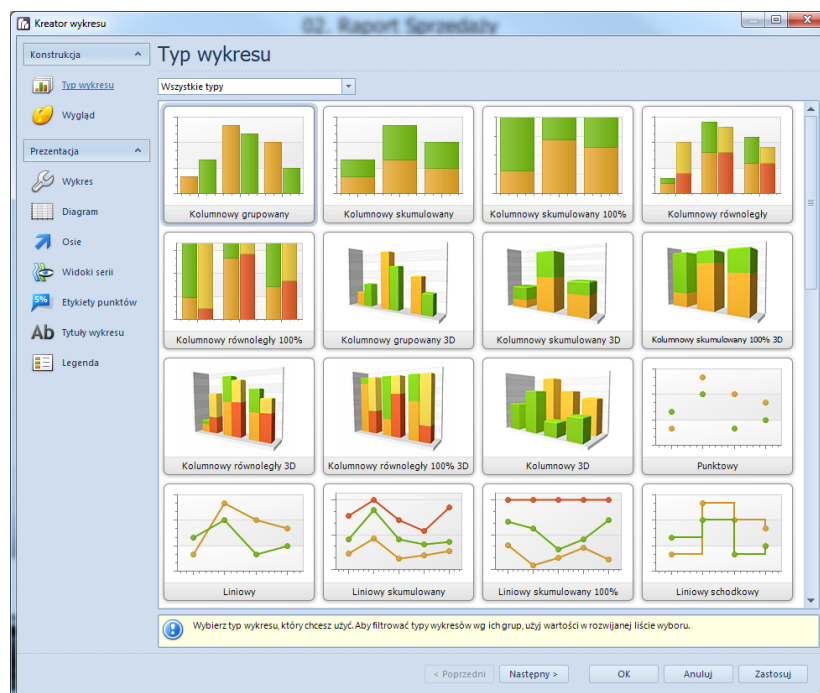 Kreator wykresu
02. Raport Sprzedaży
Konstrukcja
Typ wykresu
Wygląd
Prezentacja
Wykres
Diagram
Osie
Widoki serii
5%
Etykiety punktów
Ab
Tytuły wykresu
Legenda
Typ wykresu
Wszystkie typy
Kolumnowy grupowany
Kolumnowy skumulowany
Kolumnowy skumulowany 100%
Kolumnowy równoległy
Kolumnowy równoległy 100%
Kolumnowy grupowany 3D
Kolumnowy skumulowany 3D
Kolumnowy skumulowany 100% 3D
Kolumnowy równoległy 3D
Kolumnowy równoległy 100% 3D
Kolumnowy 3D
Punktowy
Liniowy
Liniowy skumulowany
Liniowy skumulowany 100%
Liniowy schodkowy
Wybierz typ wykresu, który chcesz użyć. Aby filtrować typy wykresów wg ich grup, użyj wartości w rozwijanej liście wyboru.
< Poprzedni
Następny >
OK
Anuluj
Zastosuj